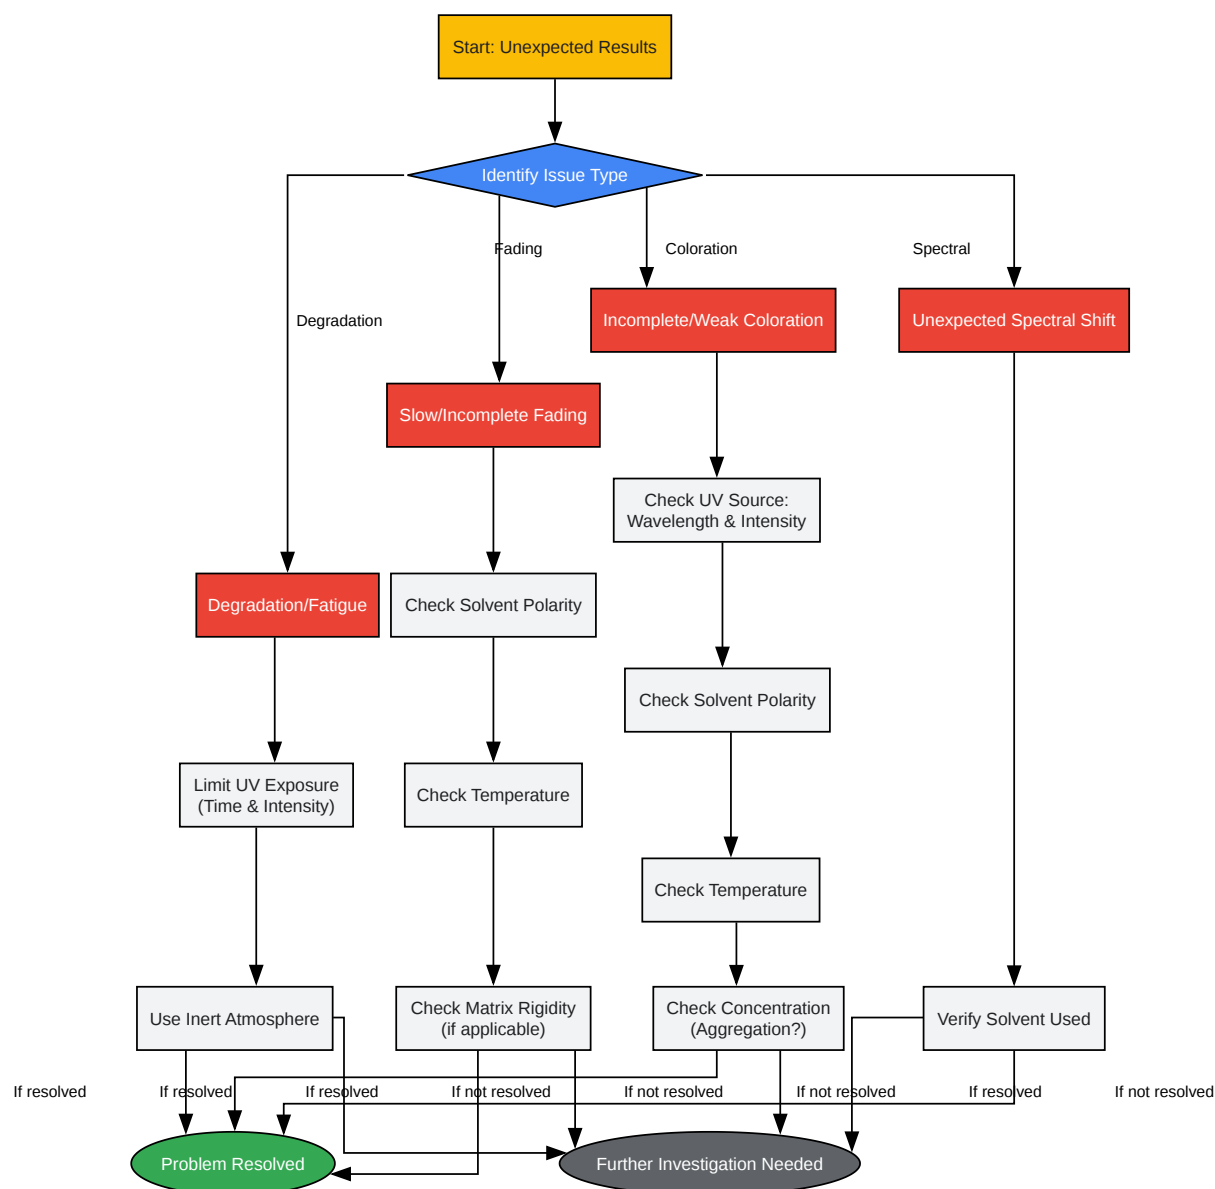 Start: Unexpected Results
Identify Issue Type
Fading
Coloration
Spectral
Degradation
Incomplete/Weak Coloration
Unexpected Spectral Shift
Slow/Incomplete Fading
Check UV Source:
Wavelength & Intensity
Degradation/Fatigue
Check Solvent Polarity
Check Solvent Polarity
Limit UV Exposure
(Time & Intensity)
Check Temperature
Check Temperature
Use Inert Atmosphere
Check Matrix Rigidity
(if applicable)
Check Concentration
(Aggregation?)
Verify Solvent Used
If resolved
If resolved
If resolved
If not resolved
If not resolved
If not resolved
If resolved
If not resolved
Problem Resolved
Further Investigation Needed